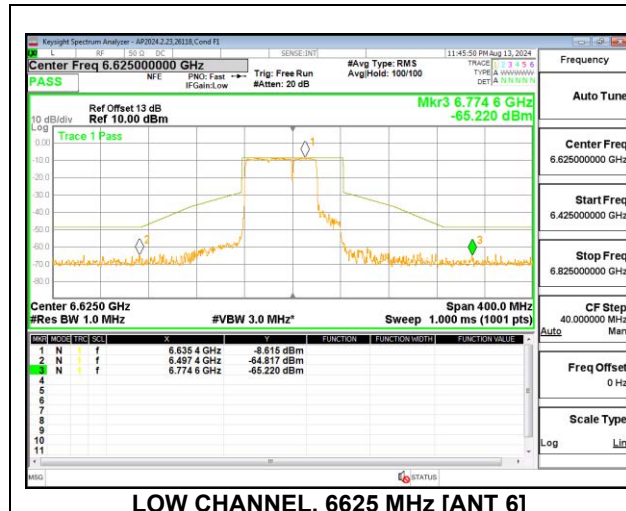 Keysight Spectrum Analyzer - AP2024.2.23,26118,Cond F1
L RF 50 Ω DC SENSE:INT 11:45:50 PM Aug 13, 2024
Center Freq 6.625000000 GHz
PASS
NFE PNO: Fast IFGain:Low
Trig: Free Run
#Atten: 20 dB
#Avg Type: RMS
Avg|Hold: 100/100
TRACE 1 2 3 4 5 6
TYPE A WWWWW
DET A N N N N N
Frequency
Auto Tune
Center Freq
6.625000000 GHz
Start Freq
6.425000000 GHz
Stop Freq
6.825000000 GHz
CF Step
40.000000 MHz
Auto Man
Freq Offset
0 Hz
Scale Type
Log Lin
Ref Offset 13 dB
10 dB/div Ref 10.00 dBm
Mkr3 6.774 6 GHz
-65.220 dBm
Log
Trace 1 Pass
0.00
-10.0
-20.0
-30.0
-40.0
-50.0
-60.0
-70.0
-80.0
1
2
3
Center 6.6250 GHz Span 400.0 MHz
#Res BW 1.0 MHz #VBW 3.0 MHz* Sweep 1.000 ms (1001 pts)
MKR MODE TRC SCL X Y FUNCTION FUNCTION WIDTH FUNCTION VALUE
1 N 1 f 6.635 4 GHz -8.615 dBm
2 N 1 f 6.497 4 GHz -64.817 dBm
3 N 1 f 6.774 6 GHz -65.220 dBm
4
5
6
7
8
9
10
11
MSG STATUS
LOW CHANNEL, 6625 MHz [ANT 6]